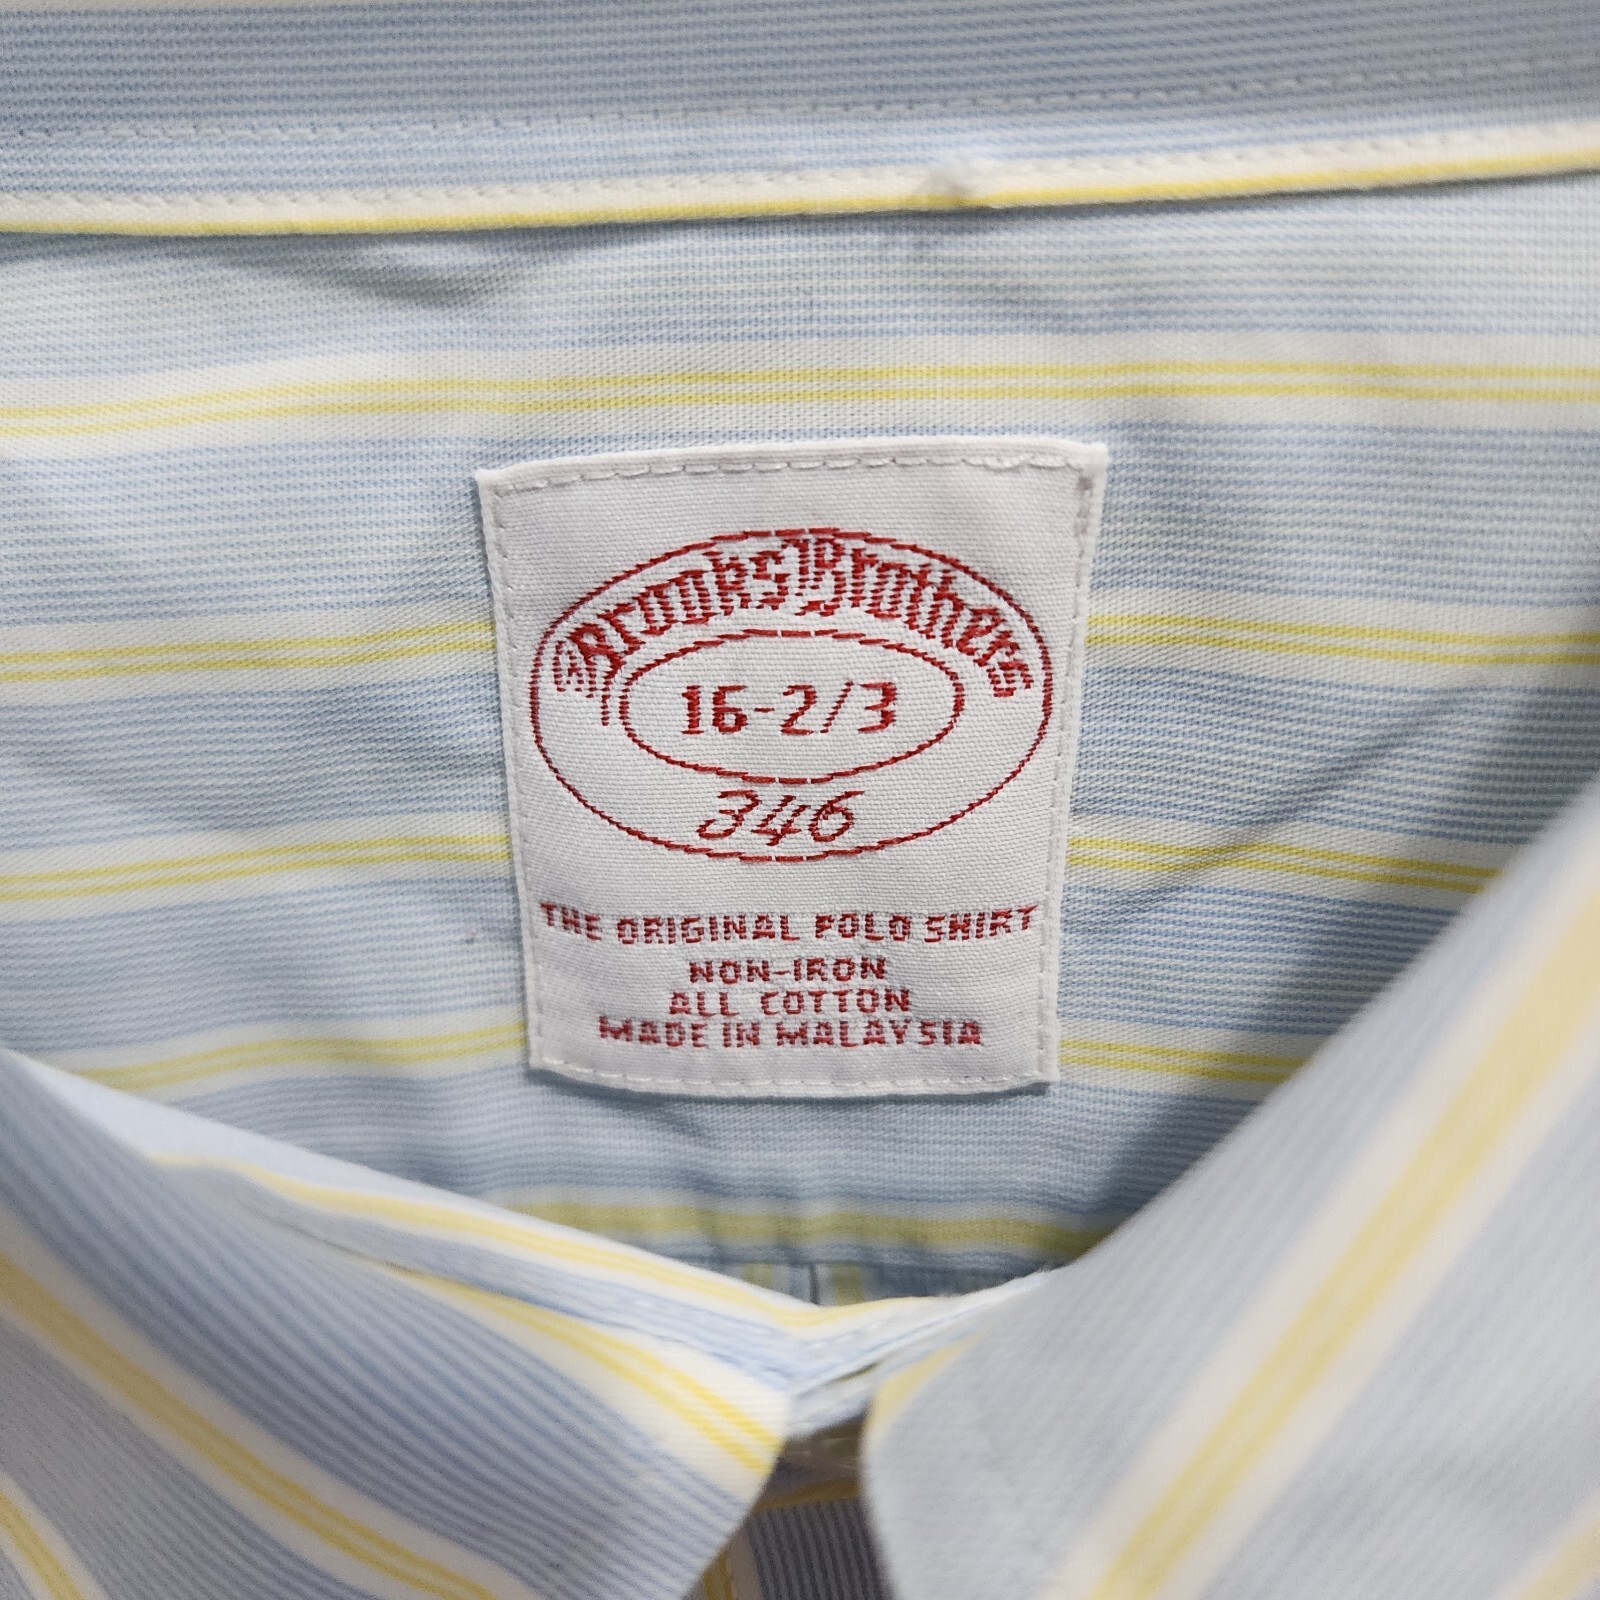 Brooks Brothers
16-2/3
346
THE ORIGINAL POLO SHIRT
NON-IRON
ALL COTTON
MADE IN MALAYSIA